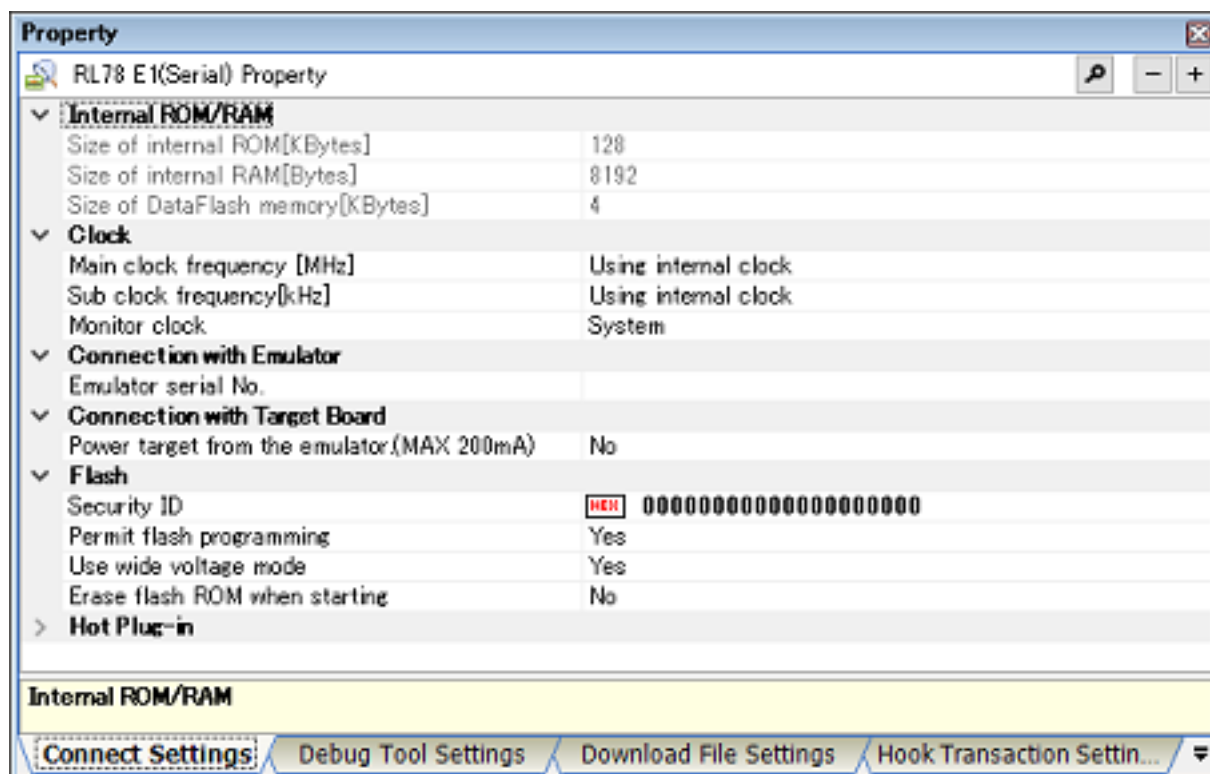 Property
RL78 E1(Serial) Property
Internal ROM/RAM
Size of internal ROM[KBytes] 128
Size of internal RAM[Bytes] 8192
Size of DataFlash memory[KBytes] 4
Clock
Main clock frequency [MHz] Using internal clock
Sub clock frequency[kHz] Using internal clock
Monitor clock System
Connection with Emulator
Emulator serial No.
Connection with Target Board
Power target from the emulator.(MAX 200mA) No
Flash
Security ID HEX 00000000000000000000
Permit flash programming Yes
Use wide voltage mode Yes
Erase flash ROM when starting No
Hot Plug-in
Internal ROM/RAM
Connect Settings Debug Tool Settings Download File Settings Hook Transaction Settin...